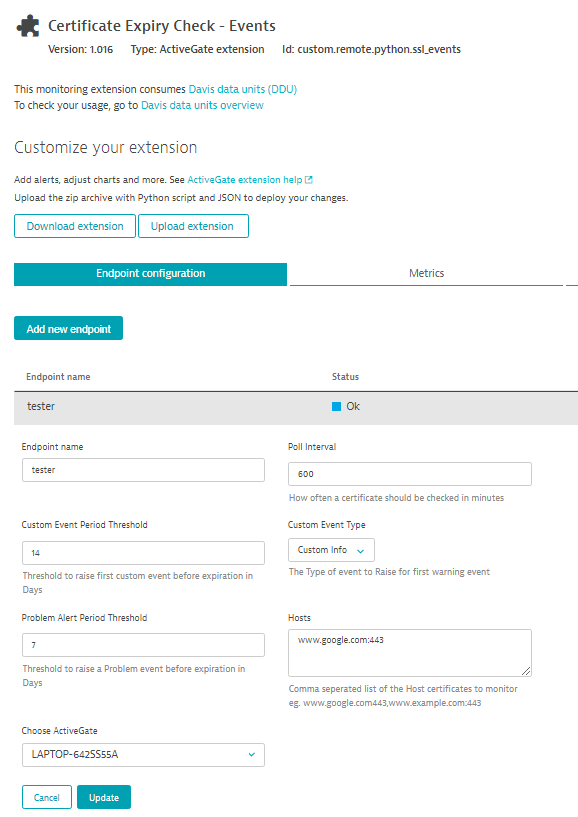 Certificate Expiry Check - Events
Version: 1.016 Type: ActiveGate extension Id: custom.remote.python.ssl_events
This monitoring extension consumes Davis data units (DDU)
To check your usage, go to Davis data units overview
Customize your extension
Add alerts, adjust charts and more. See ActiveGate extension help
Upload the zip archive with Python script and JSON to deploy your changes.
Download extension Upload extension
Endpoint configuration Metrics
Add new endpoint
Endpoint name Status
tester Ok
Endpoint name
tester
Poll Interval
600
How often a certificate should be checked in minutes
Custom Event Period Threshold
14
Threshold to raise first custom event before expiration in
Days
Custom Event Type
Custom Info
The Type of event to Raise for first warning event
Problem Alert Period Threshold
7
Threshold to raise a Problem event before expiration in
Days
Hosts
www.google.com:443
Comma seperated list of the Host certificates to monitor
eg. www.google.com443,www.example.com:443
Choose ActiveGate
LAPTOP-642SS55A
Cancel Update